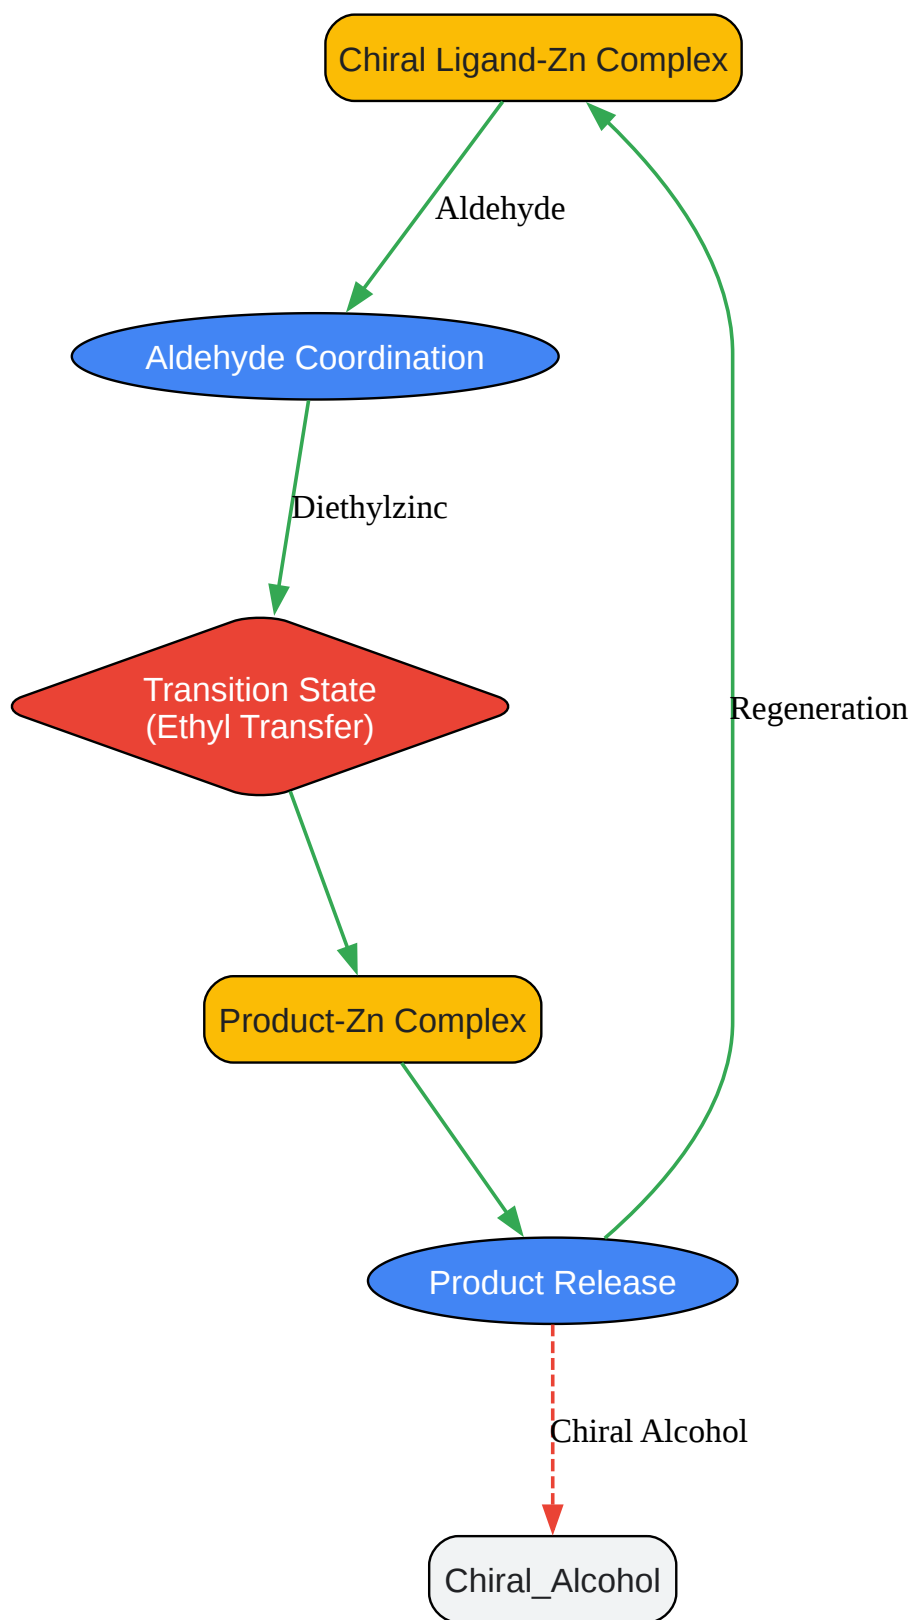 Chiral Ligand-Zn Complex
Aldehyde
Aldehyde Coordination
Diethylzinc
Transition State
(Ethyl Transfer)
Regeneration
Product-Zn Complex
Product Release
Chiral Alcohol
Chiral_Alcohol